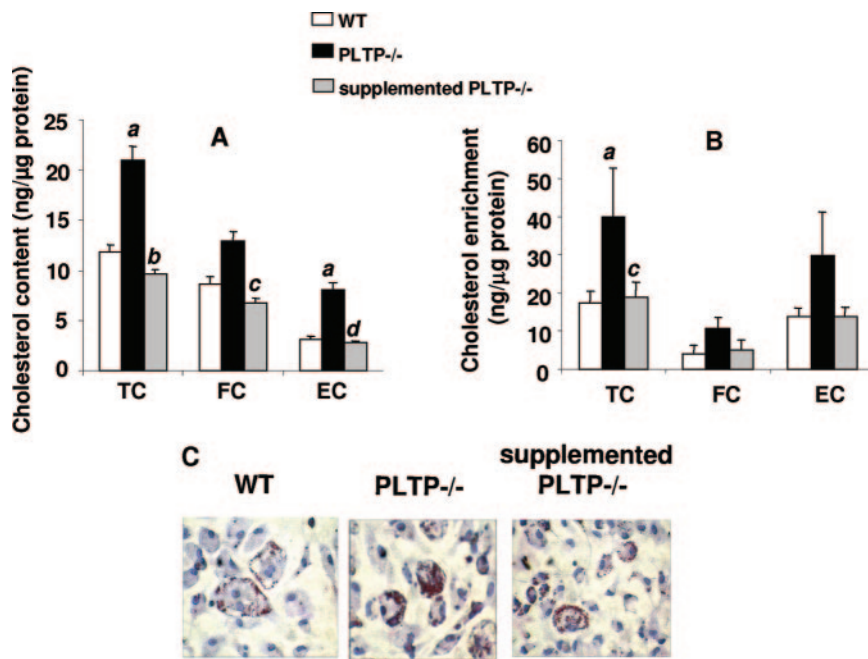 WT
PLTP-/-
supplemented PLTP-/-
A
Cholesterol content (ng/µg protein)
25
20
15
10
5
0
a
b
c
a
d
TC FC EC
B
Cholesterol enrichment
(ng/µg protein)
60
50
40
30
20
10
0
a
c
TC FC EC
C
WT
PLTP-/-
supplemented
PLTP-/-